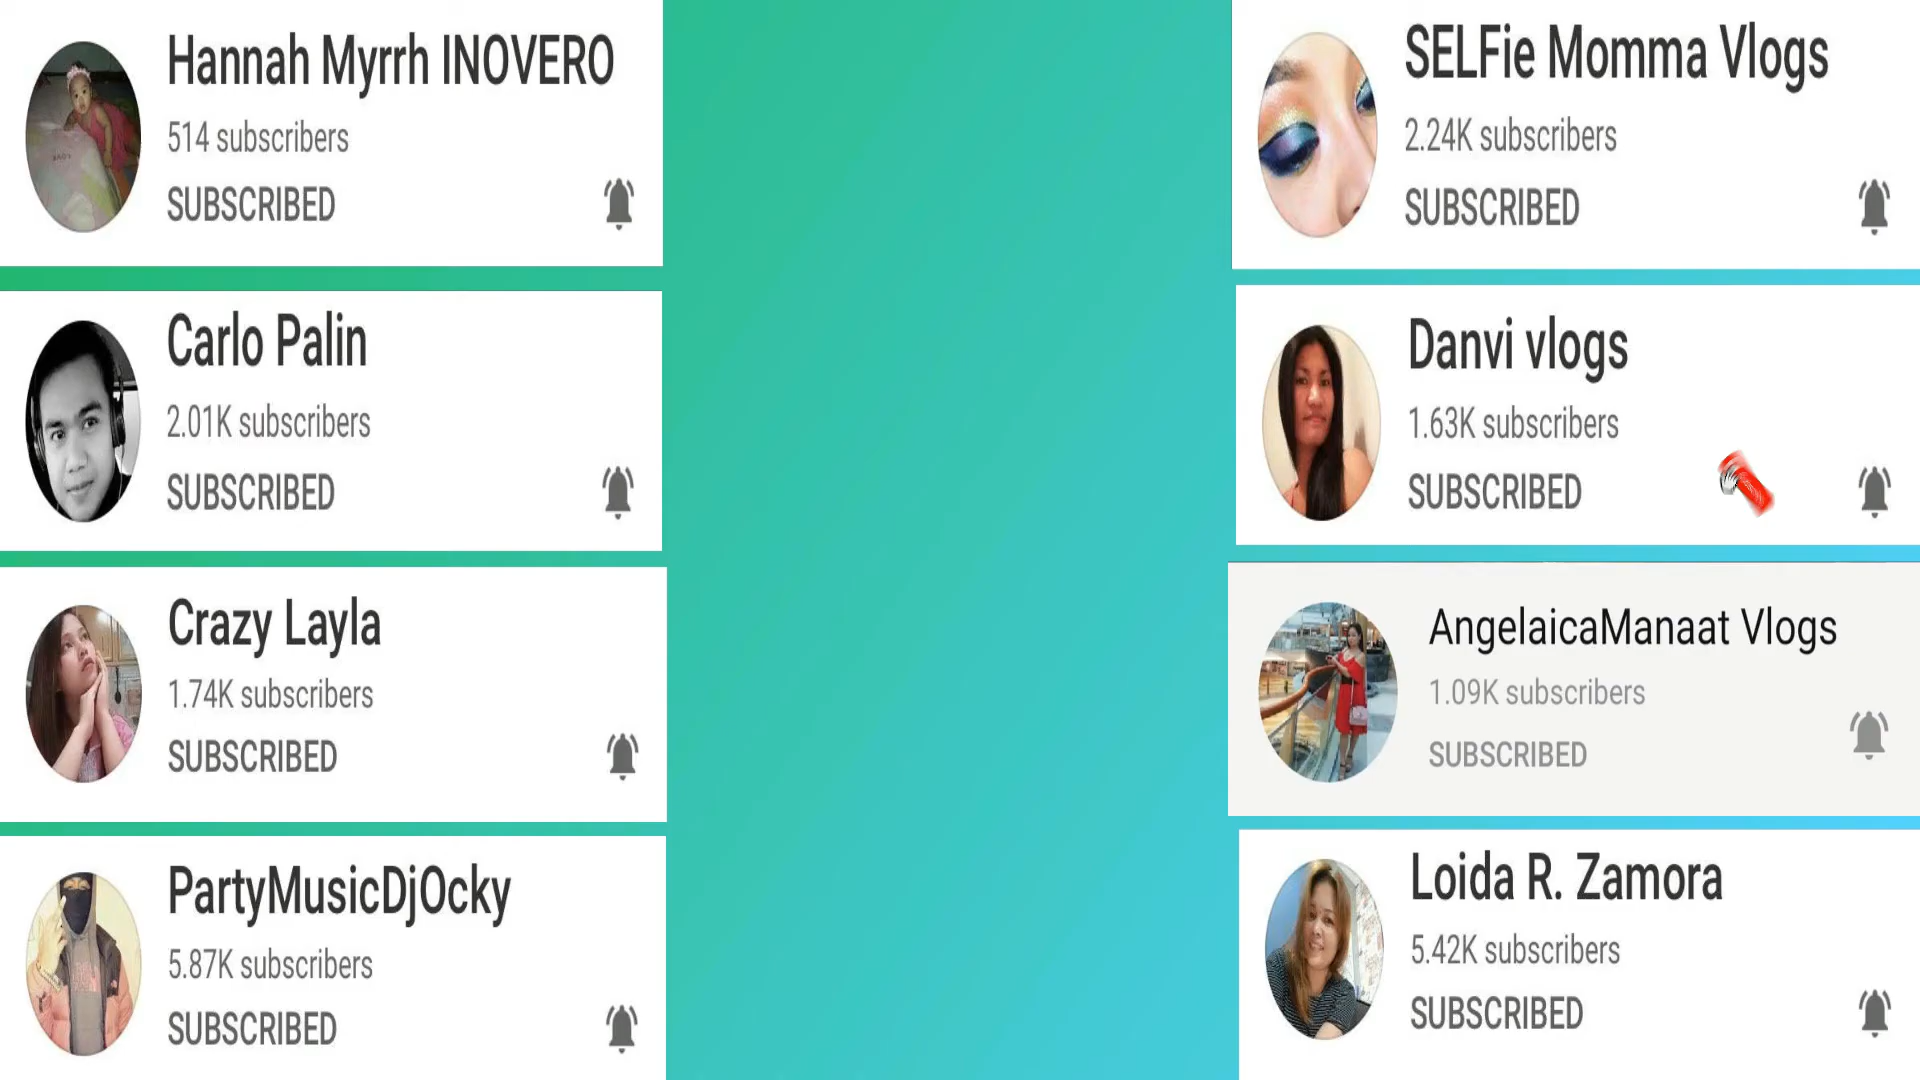 Hannah Myrrh INOVERO
514 subscribers
SUBSCRIBED
Carlo Palin
2.01K subscribers
SUBSCRIBED
Crazy Layla
1.74K subscribers
SUBSCRIBED
PartyMusicDjOcky
5.87K subscribers
SUBSCRIBED
SELFie Momma Vlogs
2.24K subscribers
SUBSCRIBED
Danvi vlogs
1.63K subscribers
SUBSCRIBED
AngelaicaManaat Vlogs
1.09K subscribers
SUBSCRIBED
Loida R. Zamora
5.42K subscribers
SUBSCRIBED